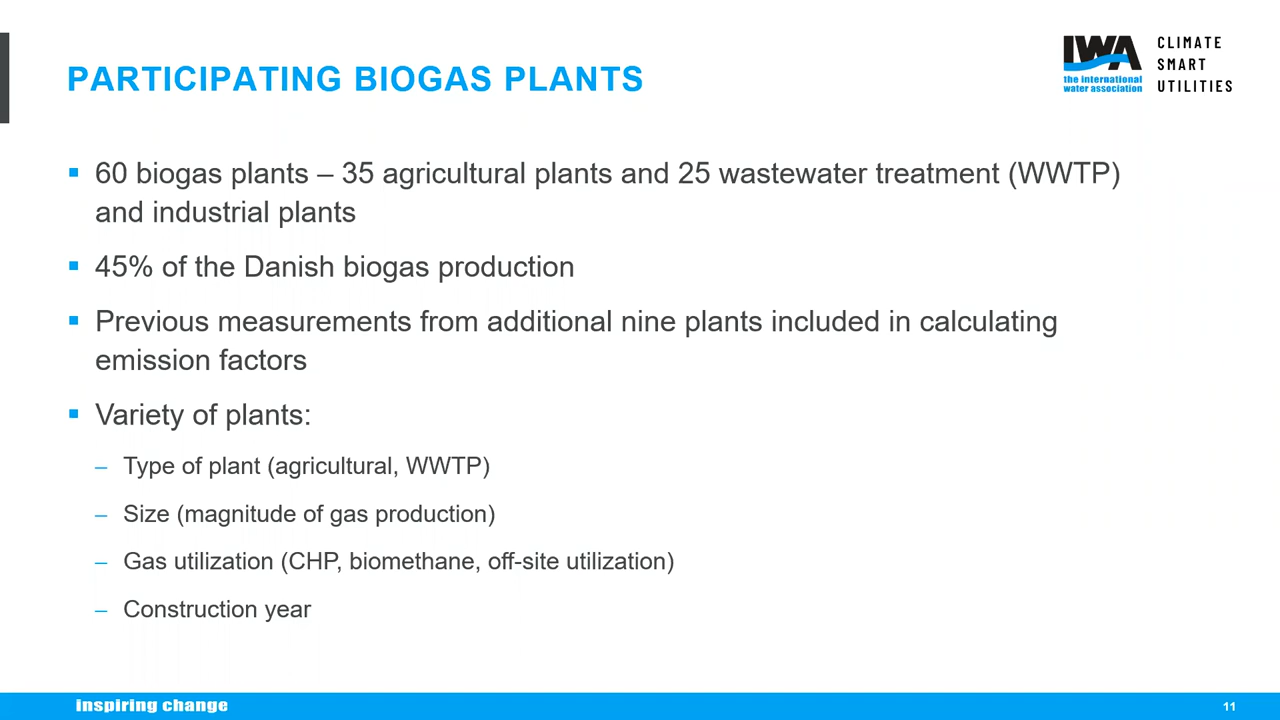 PARTICIPATING BIOGAS PLANTS
IWA
the international
water association
CLIMATE
SMART
UTILITIES
▪ 60 biogas plants – 35 agricultural plants and 25 wastewater treatment (WWTP)
and industrial plants
▪ 45% of the Danish biogas production
▪ Previous measurements from additional nine plants included in calculating
emission factors
▪ Variety of plants:
– Type of plant (agricultural, WWTP)
– Size (magnitude of gas production)
– Gas utilization (CHP, biomethane, off-site utilization)
– Construction year
inspiring change
11